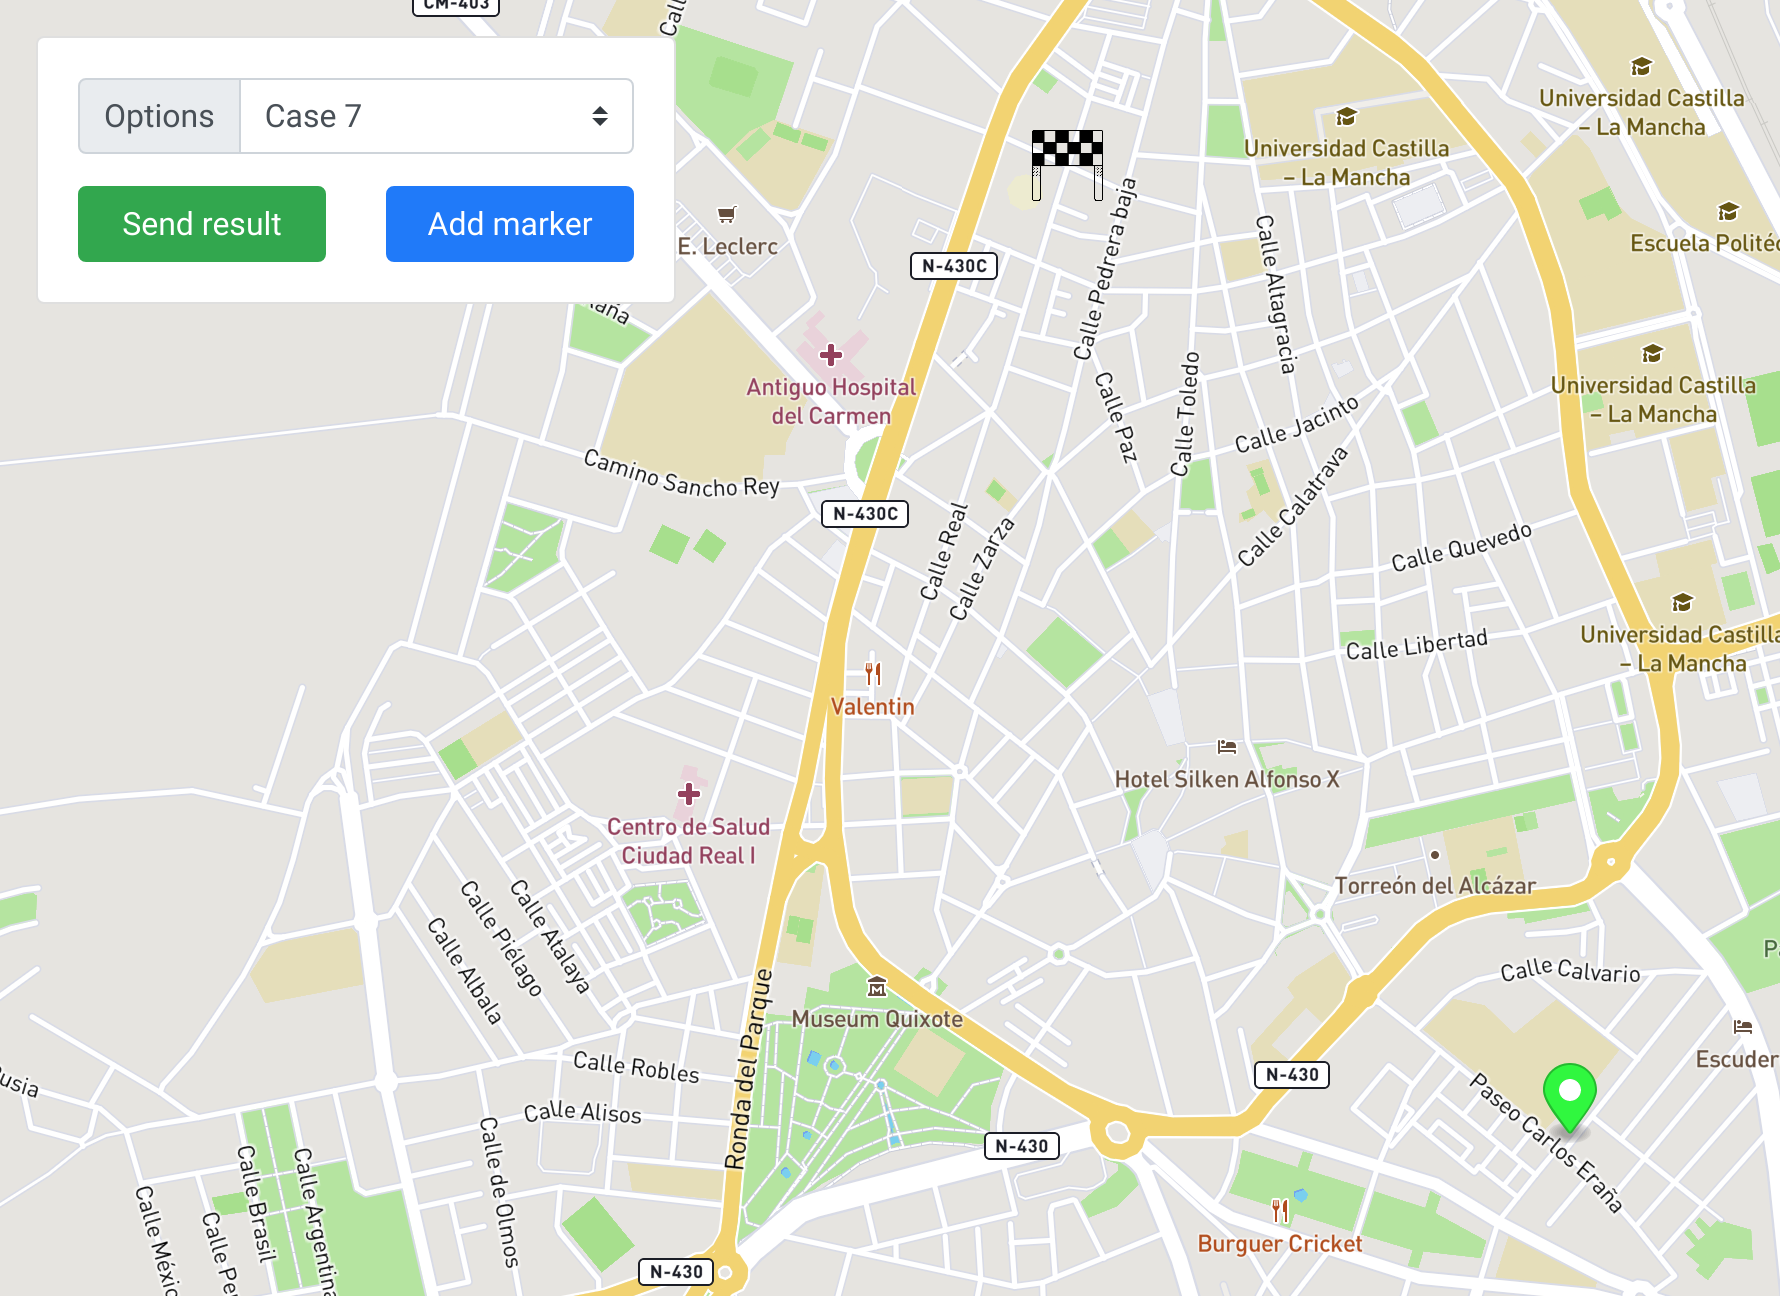 CM-403
Options
Case 7
Send result
Add marker
E. Leclerc
N-430C
Antiguo Hospital
del Carmen
Camino Sancho Rey
N-430C
Calle Real
Calle Zarza
Calle Pedrera baja
Calle Paz
Calle Toledo
Calle Altagracia
Calle Jacinto
Calle Calatrava
Calle Quevedo
Calle Libertad
Universidad Castilla
– La Mancha
Universidad Castilla
– La Mancha
Escuela Politéc
Universidad Castilla
– La Mancha
Universidad Castilla
– La Mancha
Valentin
Hotel Silken Alfonso X
Centro de Salud
Ciudad Real I
Torreón del Alcázar
Calle Atalaya
Calle Piélago
Calle Albala
Calle Calvario
Museum Quixote
Ronda del Parque
Calle Robles
Calle Alisos
Calle de Olmos
N-430
N-430
Paseo Carlos Eraña
Escuder
Calle Brasil
Calle Argentina
Calle Méxic
Calle Pe
Burguer Cricket
N-430